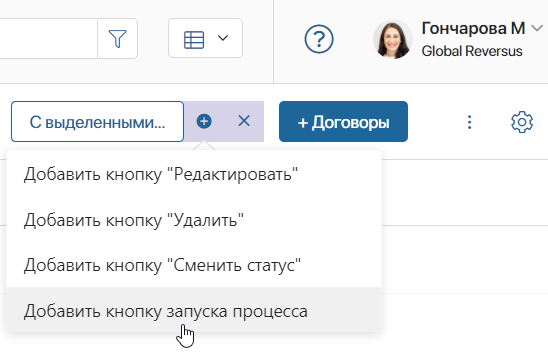 Гончарова М
Global Reversus
С выделенными...
+ Договоры
Добавить кнопку "Редактировать"
Добавить кнопку "Удалить"
Добавить кнопку "Сменить статус"
Добавить кнопку запуска процесса